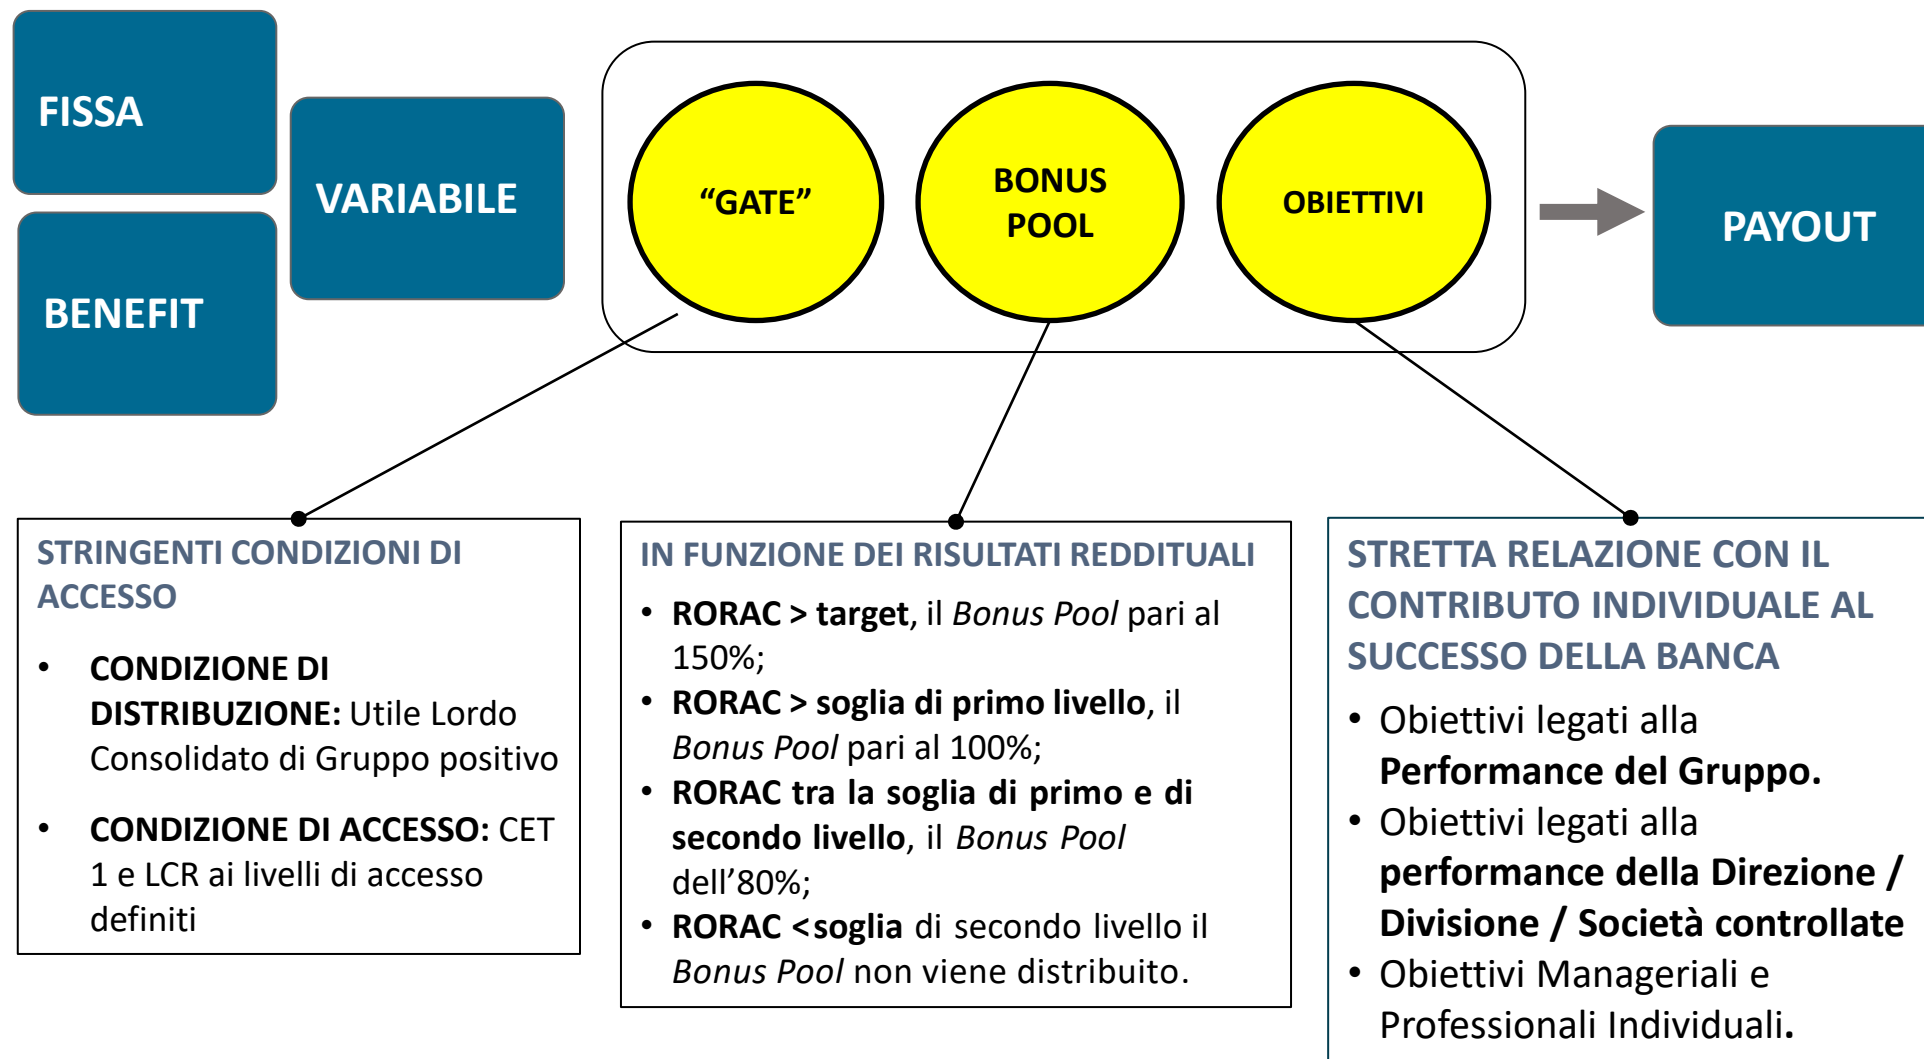 FISSA
BENEFIT
VARIABILE
“GATE”
BONUS
POOL
OBIETTIVI
PAYOUT
STRINGENTI CONDIZIONI DI
ACCESSO
• CONDIZIONE DI
DISTRIBUZIONE: Utile Lordo
Consolidato di Gruppo positivo
• CONDIZIONE DI ACCESSO: CET
1 e LCR ai livelli di accesso
definiti
IN FUNZIONE DEI RISULTATI REDDITUALI
• RORAC > target, il Bonus Pool pari al
150%;
• RORAC > soglia di primo livello, il
Bonus Pool pari al 100%;
• RORAC tra la soglia di primo e di
secondo livello, il Bonus Pool
dell’80%;
• RORAC <soglia di secondo livello il
Bonus Pool non viene distribuito.
STRETTA RELAZIONE CON IL
CONTRIBUTO INDIVIDUALE AL
SUCCESSO DELLA BANCA
• Obiettivi legati alla
Performance del Gruppo.
• Obiettivi legati alla
performance della Direzione /
Divisione / Società controllate
• Obiettivi Manageriali e
Professionali Individuali.